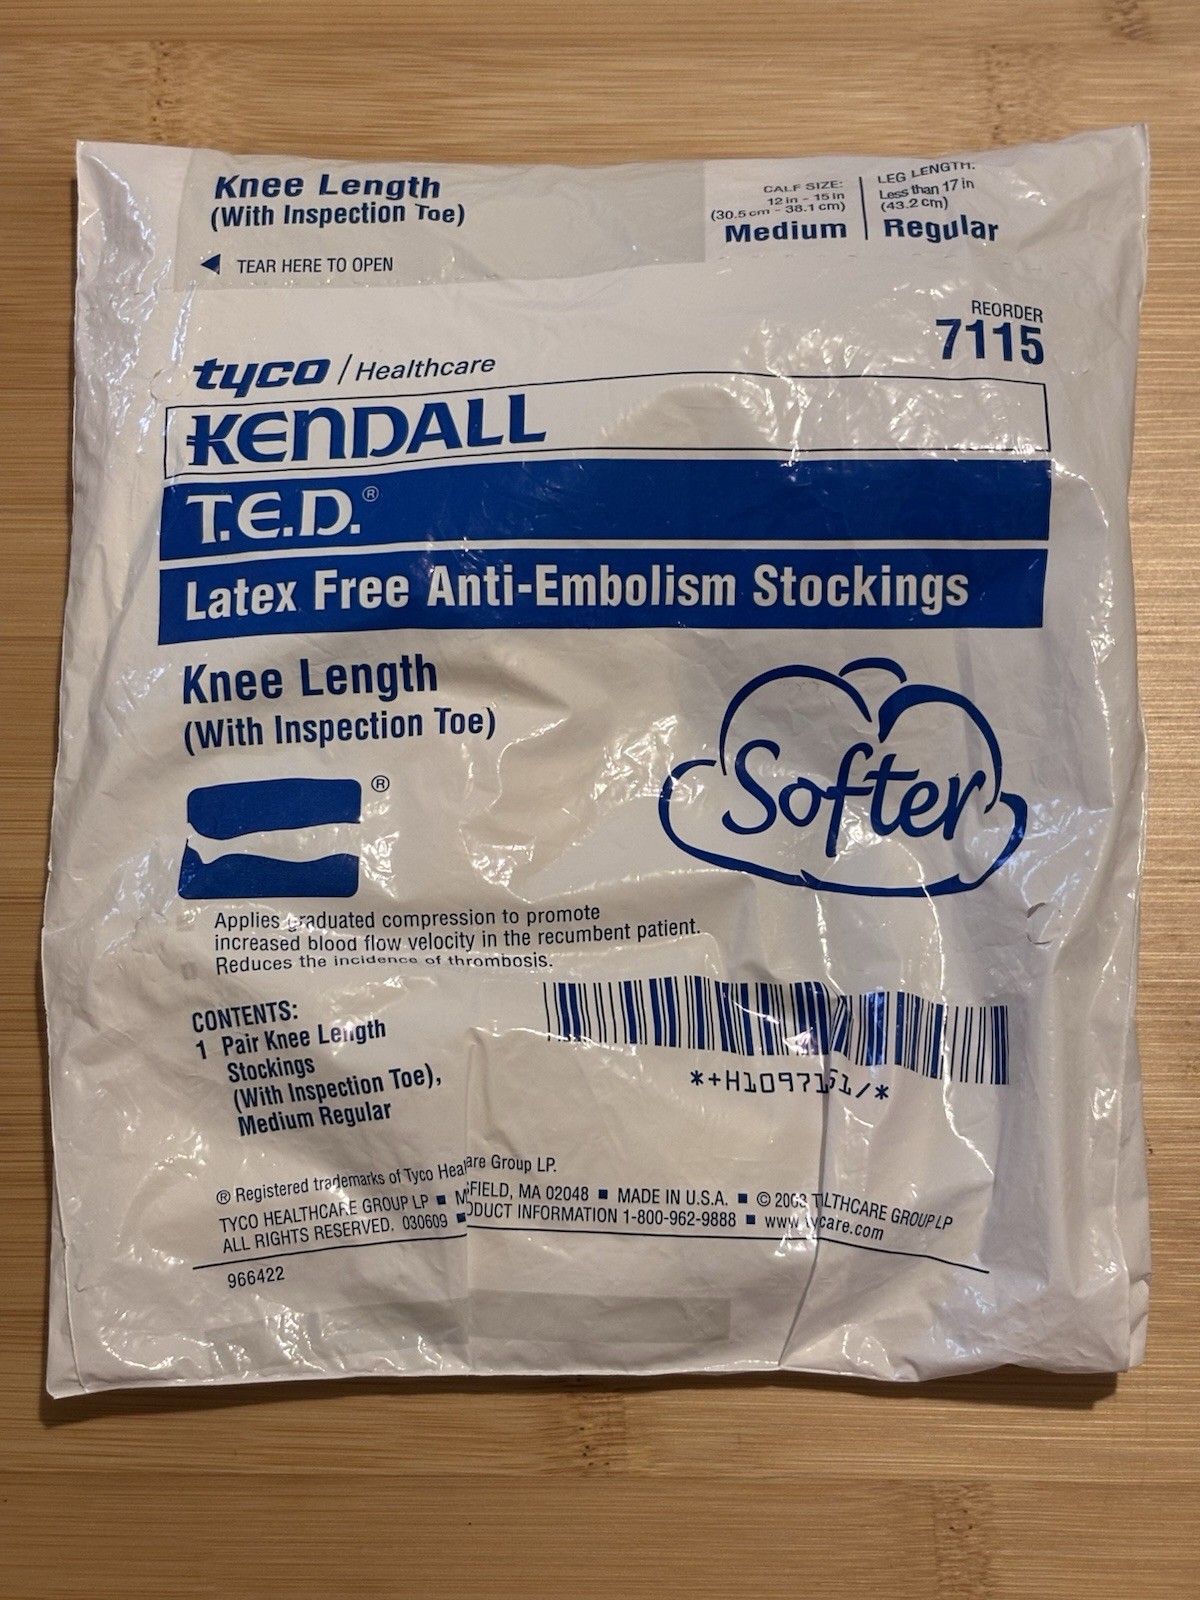 Knee Length
(With Inspection Toe)
TEAR HERE TO OPEN
CALF SIZE:
12 in - 15 in
(30.5 cm - 38.1 cm)
Medium
LEG LENGTH:
Less than 17 in
(43.2 cm)
Regular
REORDER
7115
tyco / Healthcare
KENDALL
T.E.D.®
Latex Free Anti-Embolism Stockings
Knee Length
(With Inspection Toe)
®
Softer
Applies graduated compression to promote
increased blood flow velocity in the recumbent patient.
Reduces the incidence of thrombosis.
CONTENTS:
1 Pair Knee Length
Stockings
(With Inspection Toe),
Medium Regular
® Registered trademarks of Tyco Group LP.
TYCO HEALTHCARE GROUP LP ■ MA 02048 ■ MADE IN U.S.A. ■ © GROUP LP
ALL RIGHTS RESERVED. 030609 ■ INFORMATION 1-800-962-9888 ■
966422